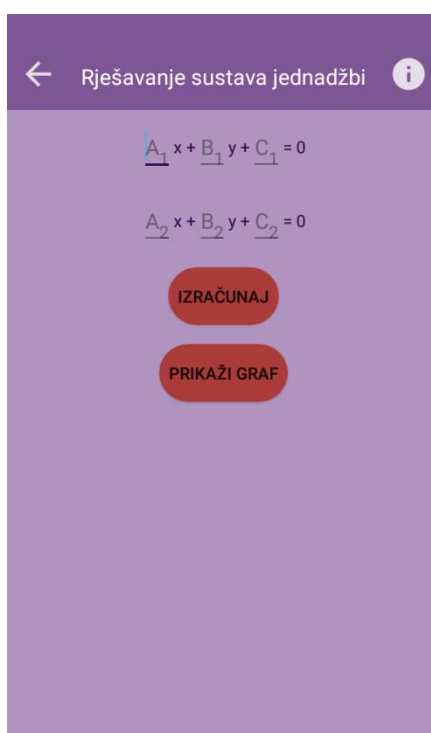 Rješavanje sustava jednadžbi i
A₁ x + B₁ y + C₁ = 0
A₂ x + B₂ y + C₂ = 0
IZRAČUNAJ
PRIKAŽI GRAF